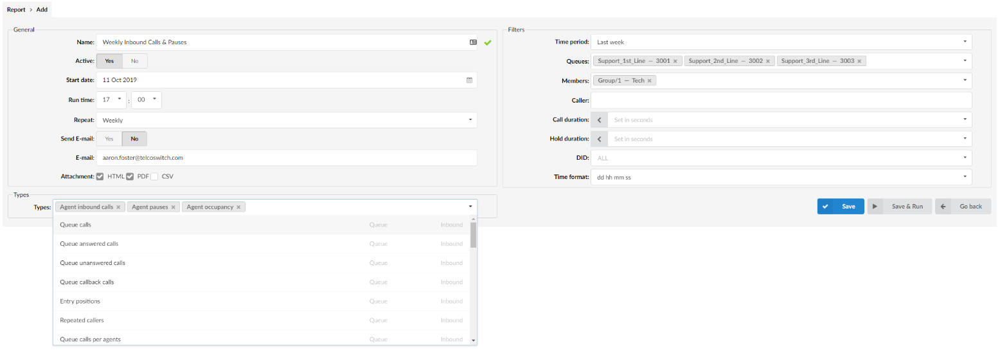 Report > Add
General
Name: Weekly Inbound Calls & Pauses
Active: Yes No
Start date: 11 Oct 2019
Run time: 17 : 00
Repeat: Weekly
Send E-mail: Yes No
E-mail: aaron.foster@telcoswitch.com
Attachment: HTML PDF CSV
Types
Types: Agent inbound calls × Agent pauses × Agent occupancy ×
Queue calls Queue Inbound
Queue answered calls Queue Inbound
Queue unanswered calls Queue Inbound
Queue callback calls Queue Inbound
Entry positions Queue Inbound
Repeated callers Queue Inbound
Queue calls per agents Queue Inbound
Filters
Time period: Last week
Queues: Support_1st_Line — 3001 × Support_2nd_Line — 3002 × Support_3rd_Line — 3003 ×
Members: Group/1 — Tech ×
Caller:
Call duration: Set in seconds
Hold duration: Set in seconds
DID: ALL
Time format: dd hh mm ss
Save Save & Run Go back